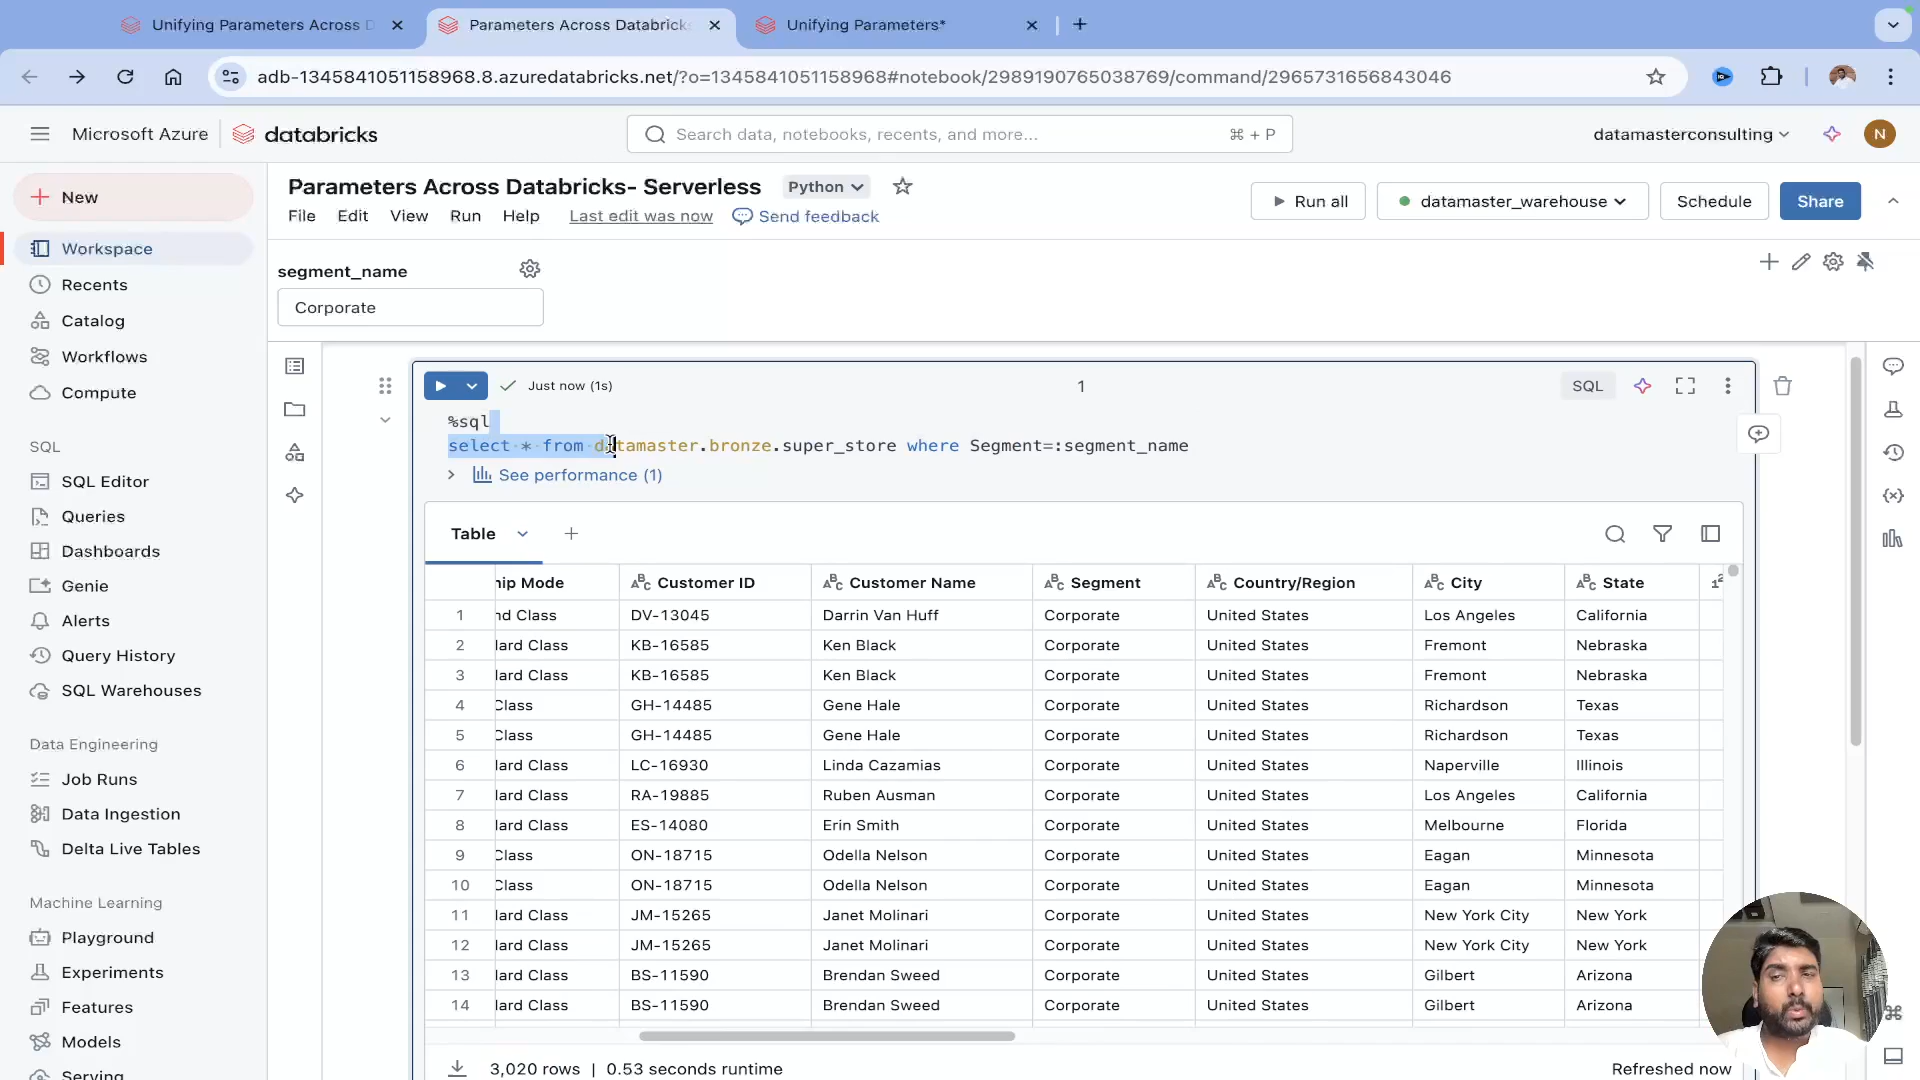 Unifying Parameters Across D
Parameters Across Databrick
Unifying Parameters*
adb-1345841051158968.8.azuredatabricks.net/?o=1345841051158968#notebook/2989190765038769/command/2965731656843046
Microsoft Azure
databricks
Search data, notebooks, recents, and more...
⌘ + P
datamasterconsulting
N
New
Workspace
Recents
Catalog
Workflows
Compute
SQL
SQL Editor
Queries
Dashboards
Genie
Alerts
Query History
SQL Warehouses
Data Engineering
Job Runs
Data Ingestion
Delta Live Tables
Machine Learning
Playground
Experiments
Features
Models
Serving
Parameters Across Databricks- Serverless
Python
File Edit View Run Help Last edit was now Send feedback
Run all
datamaster_warehouse
Schedule
Share
segment_name
Corporate
Just now (1s)
1
SQL
%sql
select * from datamaster.bronze.super_store where Segment=:segment_name
See performance (1)
Table
hip Mode Customer ID Customer Name Segment Country/Region City State
1 nd Class DV-13045 Darrin Van Huff Corporate United States Los Angeles California
2 lard Class KB-16585 Ken Black Corporate United States Fremont Nebraska
3 lard Class KB-16585 Ken Black Corporate United States Fremont Nebraska
4 Class GH-14485 Gene Hale Corporate United States Richardson Texas
5 Class GH-14485 Gene Hale Corporate United States Richardson Texas
6 lard Class LC-16930 Linda Cazamias Corporate United States Naperville Illinois
7 lard Class RA-19885 Ruben Ausman Corporate United States Los Angeles California
8 lard Class ES-14080 Erin Smith Corporate United States Melbourne Florida
9 Class ON-18715 Odella Nelson Corporate United States Eagan Minnesota
10 Class ON-18715 Odella Nelson Corporate United States Eagan Minnesota
11 lard Class JM-15265 Janet Molinari Corporate United States New York City New York
12 lard Class JM-15265 Janet Molinari Corporate United States New York City New York
13 lard Class BS-11590 Brendan Sweed Corporate United States Gilbert Arizona
14 lard Class BS-11590 Brendan Sweed Corporate United States Gilbert Arizona
3,020 rows | 0.53 seconds runtime
Refreshed now